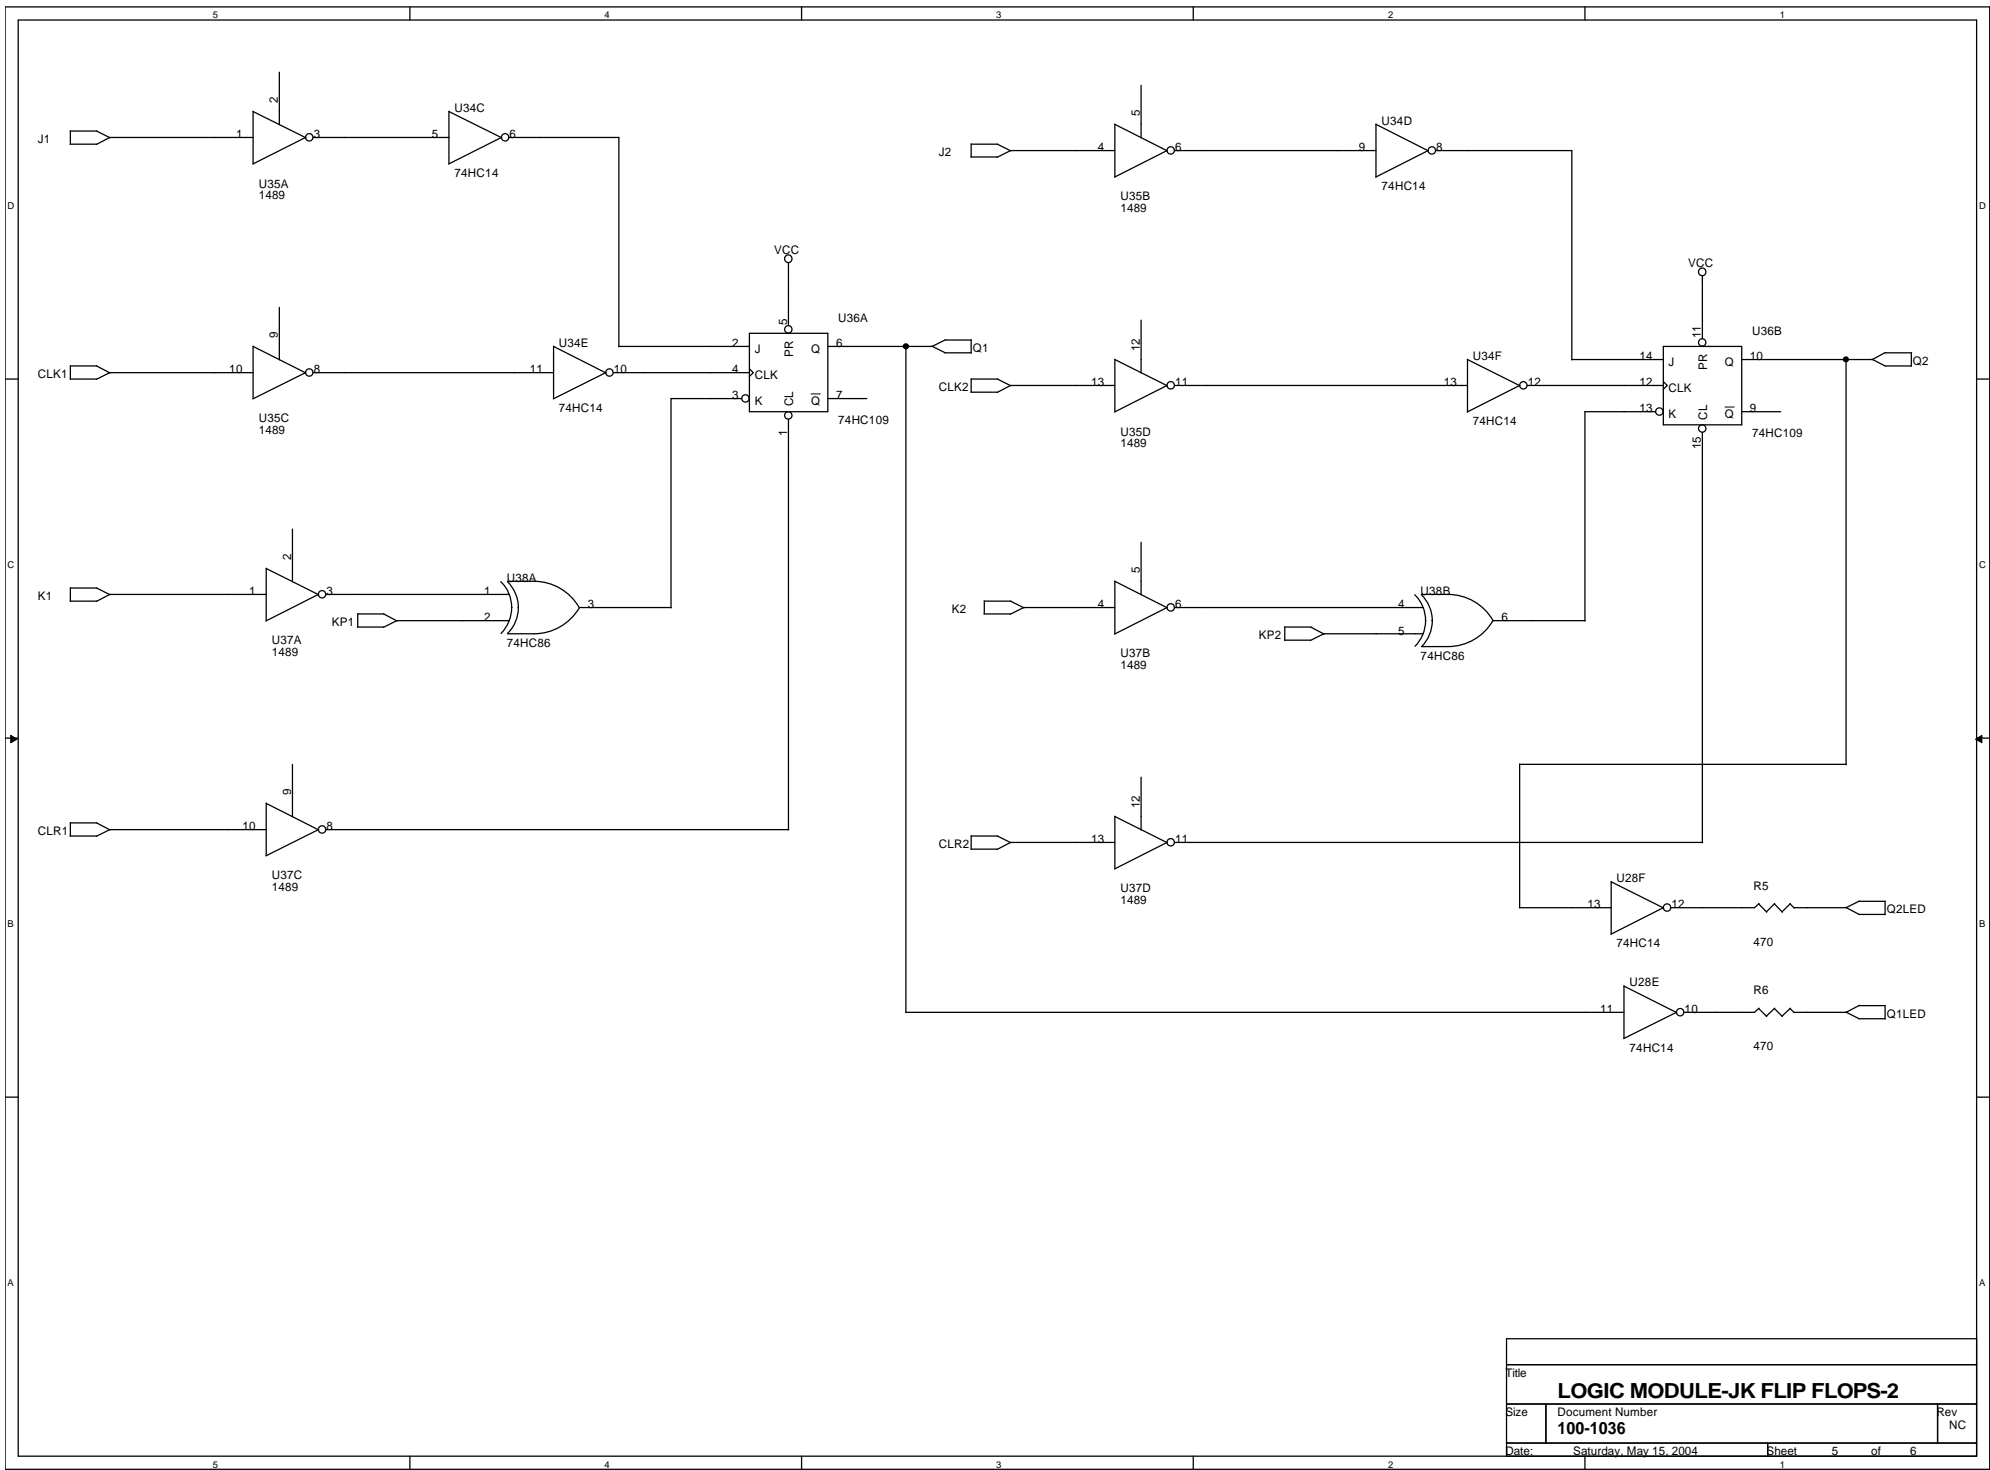 5 4 3 2 1
D
D
C
C
B
B
A
A
J1
1
2
3
U35A
1489
U34C
5
6
74HC14
CLK1
10
9
8
U35C
1489
U34E
11
10
74HC14
K1
1
2
3
U37A
1489
KP1
U38A
1
2
3
74HC86
CLR1
10
9
8
U37C
1489
VCC
U36A
5
2
4
3
1
6
7
J
PR
Q
CLK
K
CL
Q
74HC109
Q1
J2
4
5
6
U35B
1489
U34D
9
8
74HC14
CLK2
13
12
11
U35D
1489
U34F
13
12
74HC14
K2
4
5
6
U37B
1489
KP2
U38B
4
5
6
74HC86
CLR2
13
12
11
U37D
1489
VCC
U36B
11
14
12
13
15
10
9
J
PR
Q
CLK
K
CL
Q
74HC109
Q2
U28F
13
12
74HC14
R5
470
Q2LED
U28E
11
10
74HC14
R6
470
Q1LED
Title
LOGIC MODULE-JK FLIP FLOPS-2
Size Document Number Rev
100-1036 NC
Date: Saturday, May 15, 2004 Sheet 5 of 6
5 4 3 2 1